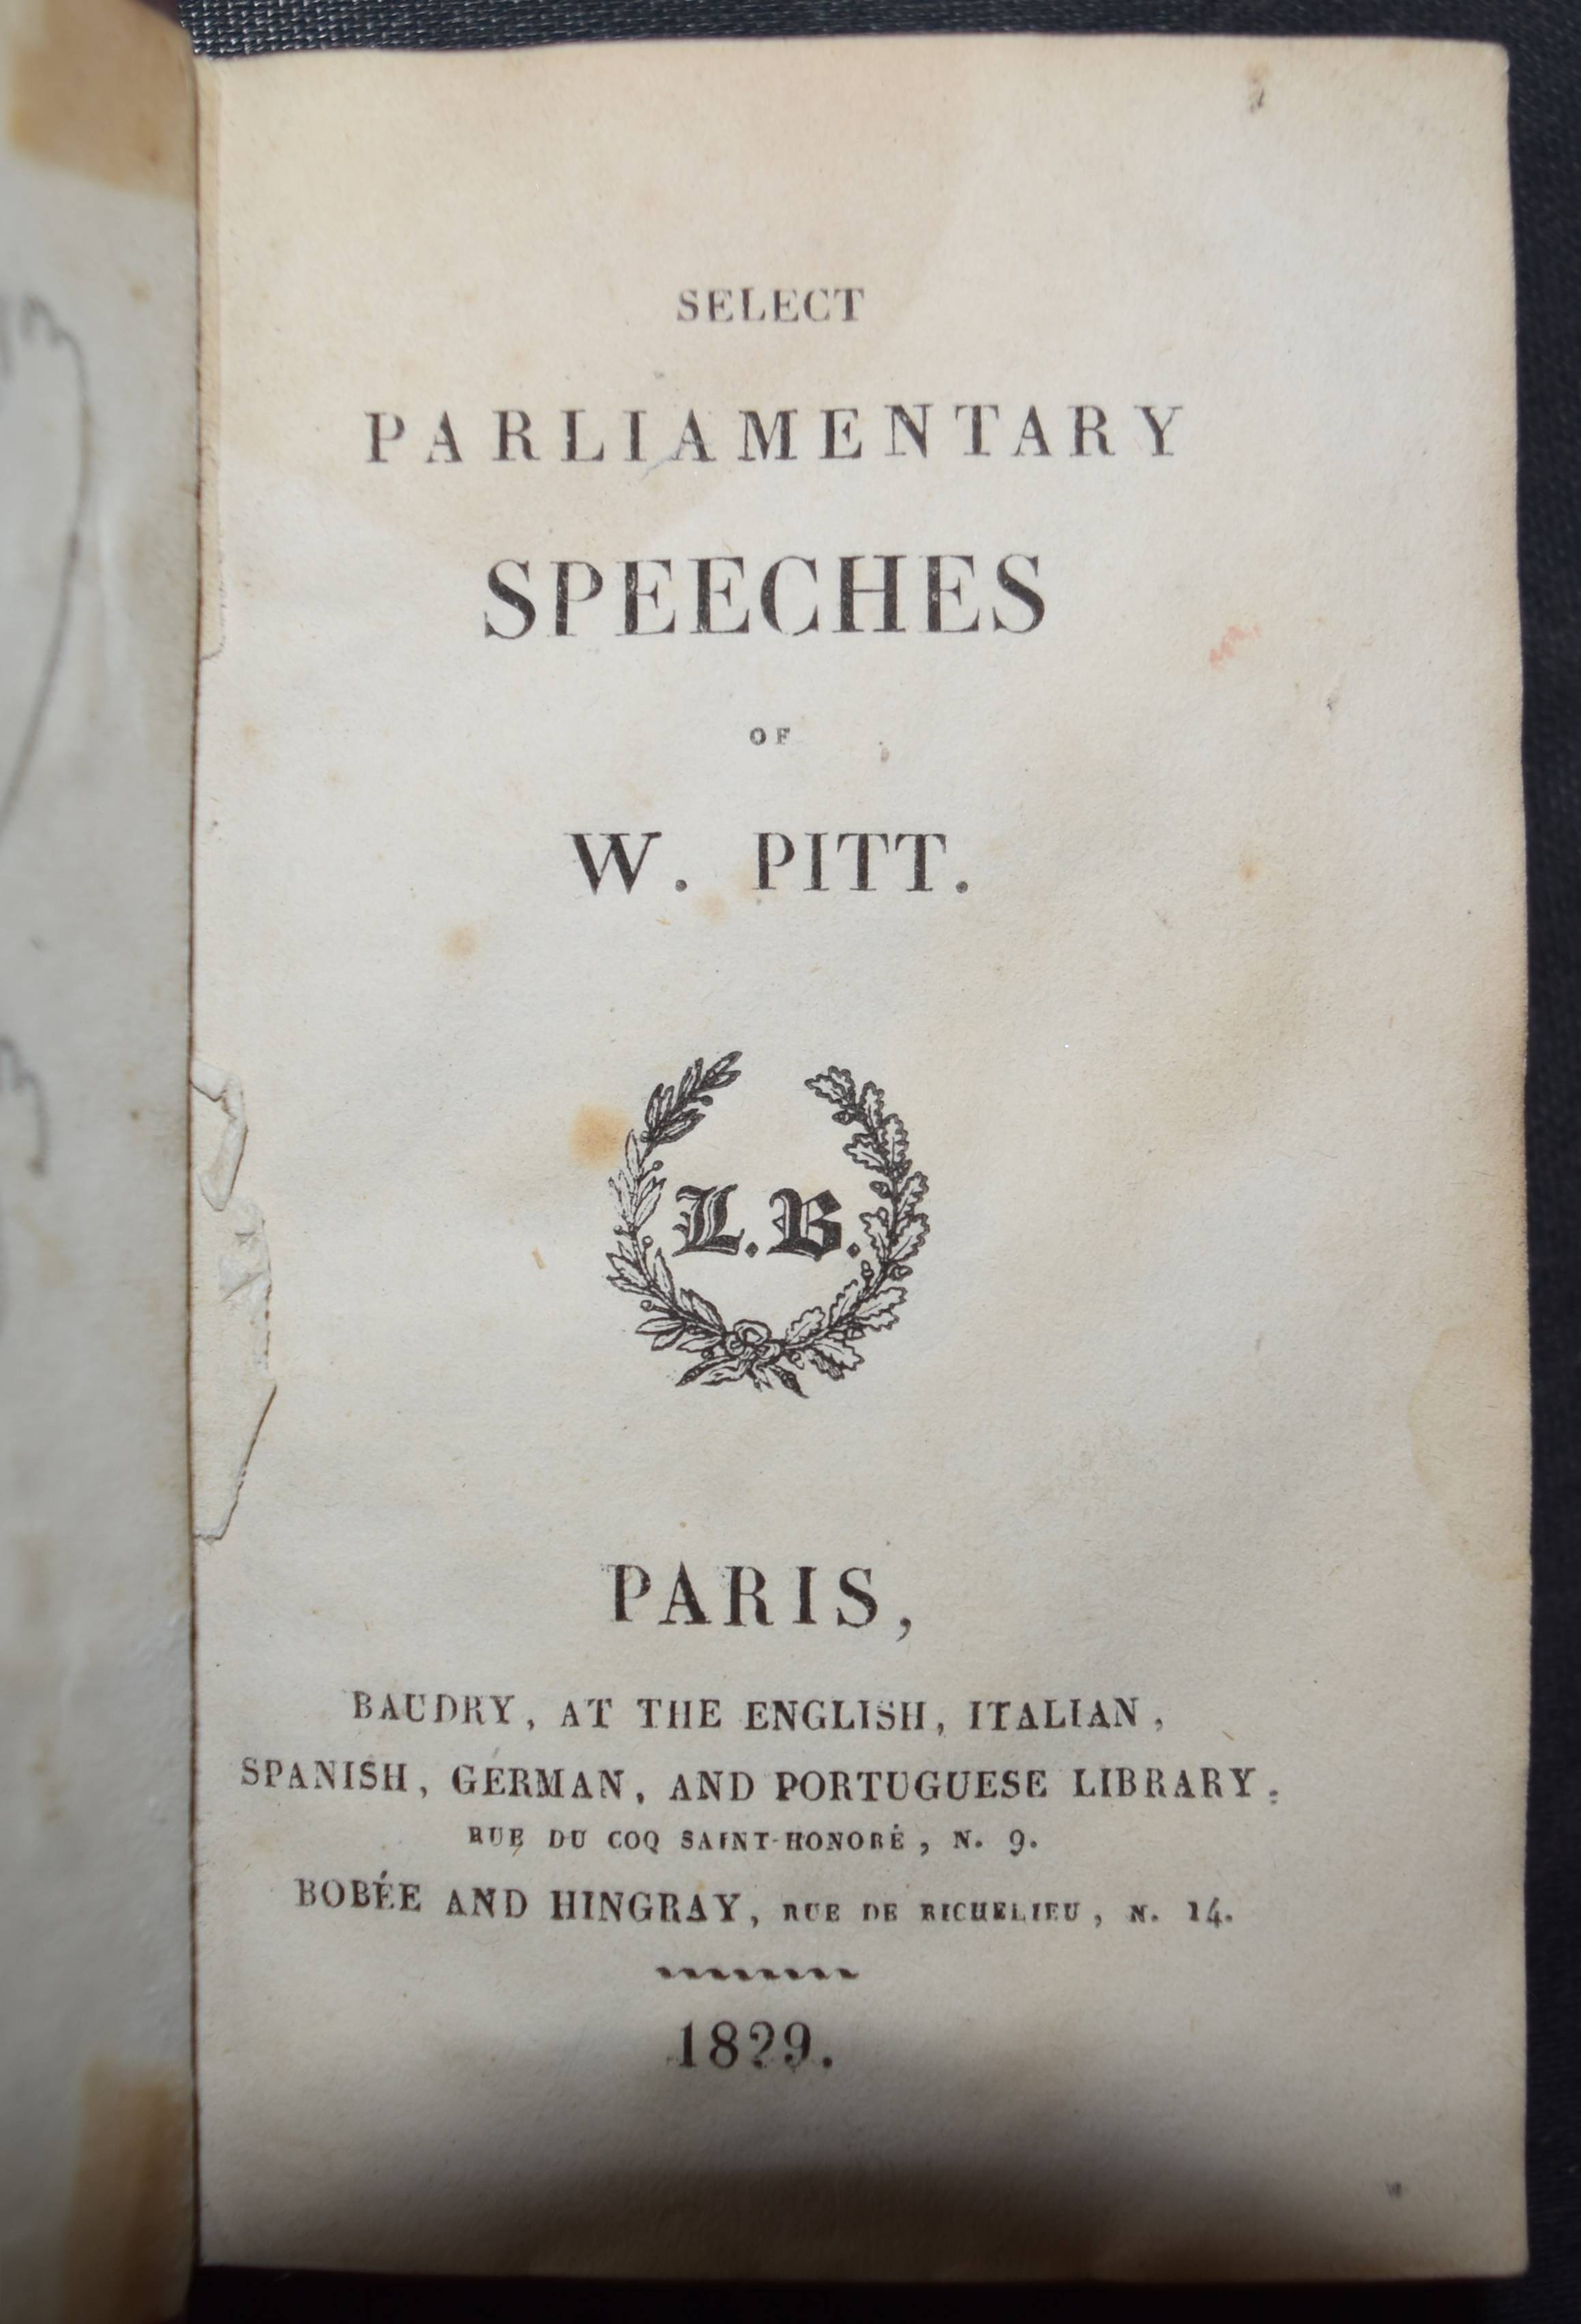 SELECT
PARLIAMENTARY
SPEECHES
OF
W. PITT.
L. B.
PARIS,
BAUDRY, AT THE ENGLISH, ITALIAN,
SPANISH, GERMAN, AND PORTUGUESE LIBRARY.
RUE DU COQ SAINT-HONORÉ, N. 9.
BOBÉE AND HINGRAY, RUE DE RICHELIEU, N. 14.
1829.